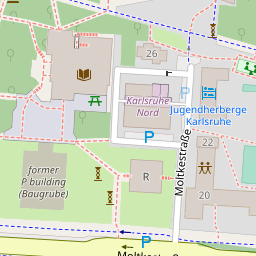 26
Karlsruhe
Nord
P
Jugendherberge
Karlsruhe
P
former
P building
(Baugrube)
R
Moltkestraße
22
20
P